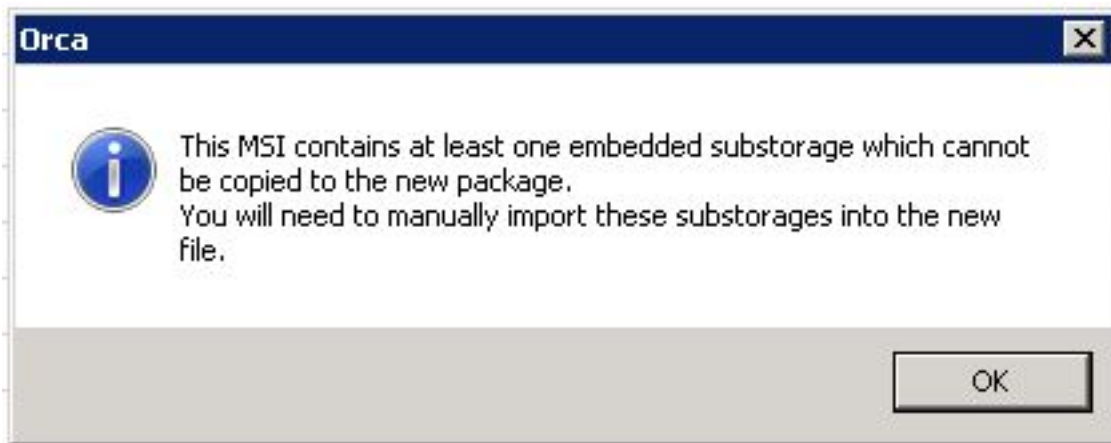 Orca
This MSI contains at least one embedded substorage which cannot
be copied to the new package.
You will need to manually import these substorages into the new
file.
OK